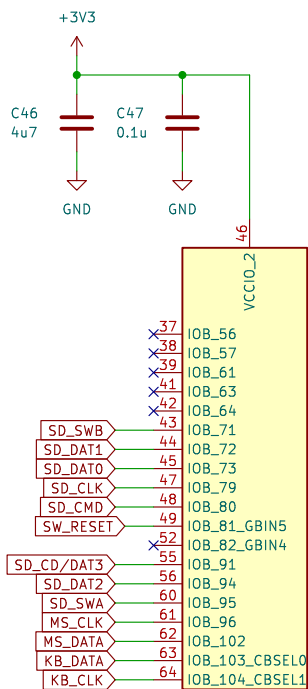 +3V3
C46
4u7
C47
0.1u
GND
GND
46
VCCIO_2
37 IOB_56
38 IOB_57
39 IOB_61
41 IOB_63
42 IOB_64
SD_SWB 43 IOB_71
SD_DAT1 44 IOB_72
SD_DAT0 45 IOB_73
SD_CLK 47 IOB_79
SD_CMD 48 IOB_80
SW_RESET 49 IOB_81_GBIN5
52 IOB_82_GBIN4
SD_CD/DAT3 55 IOB_91
SD_DAT2 56 IOB_94
SD_SWA 60 IOB_95
MS_CLK 61 IOB_96
MS_DATA 62 IOB_102
KB_DATA 63 IOB_103_CBSEL0
KB_CLK 64 IOB_104_CBSEL1